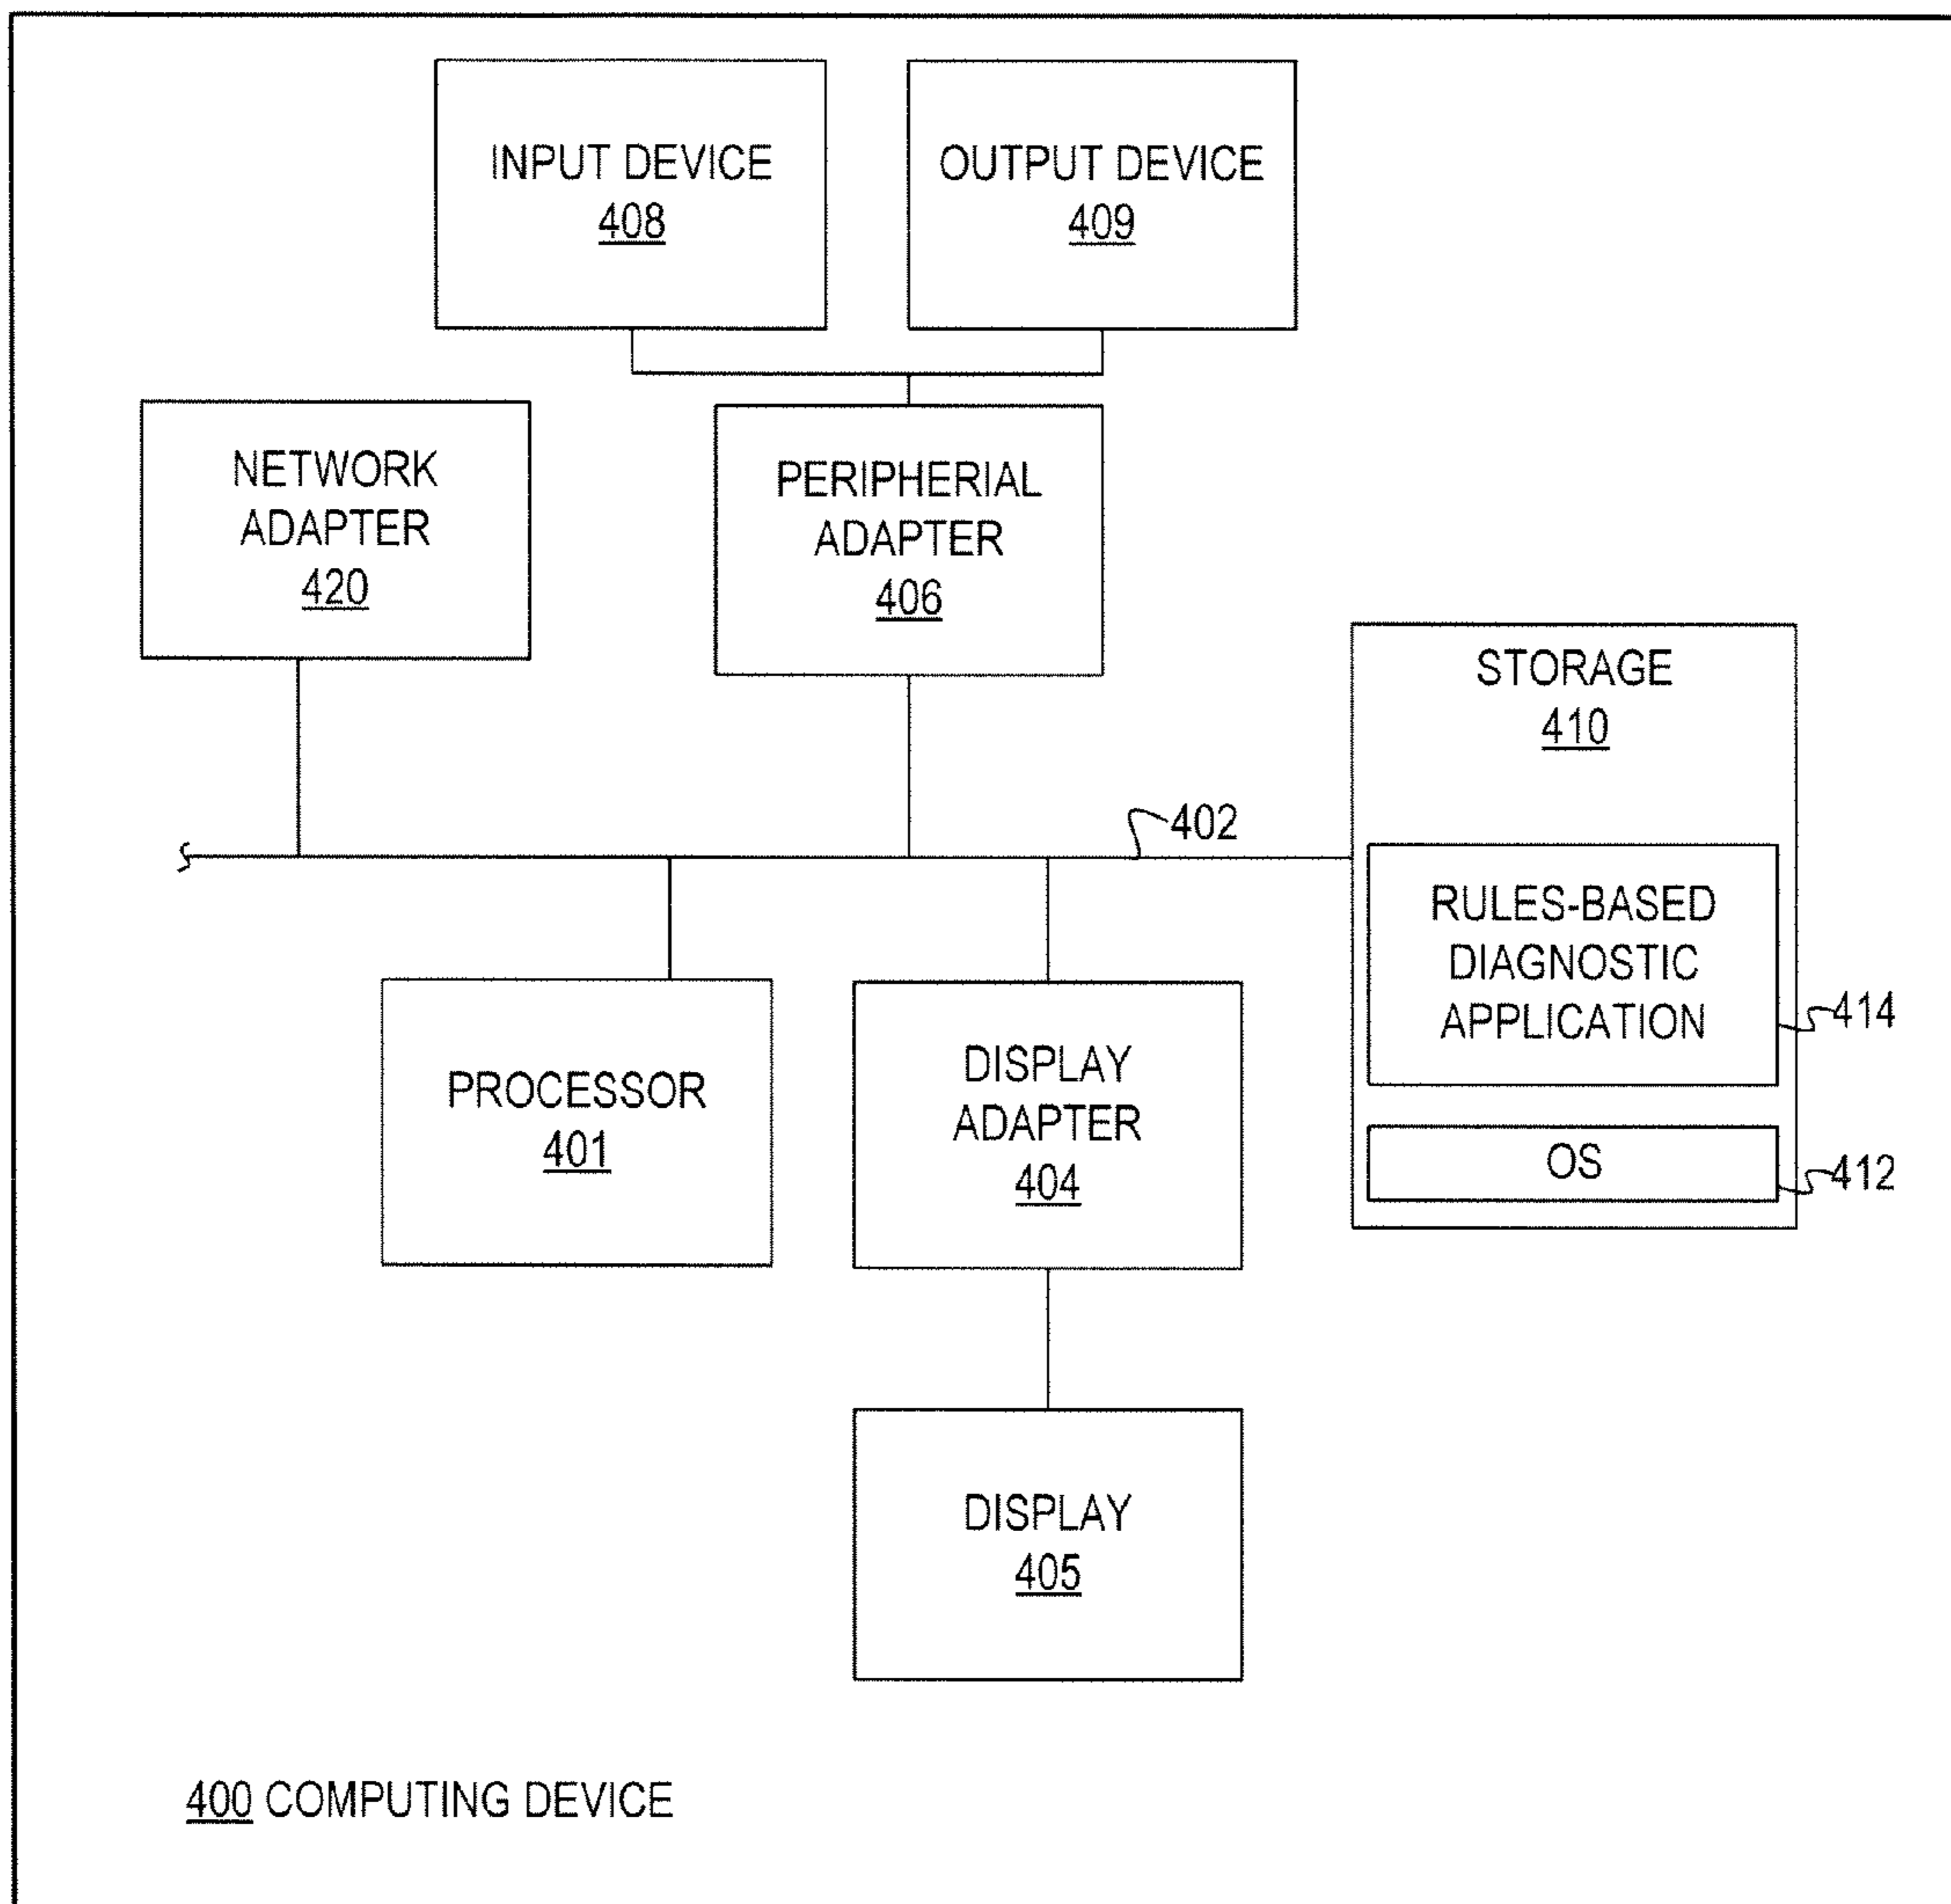 INPUT DEVICE
408
OUTPUT DEVICE
409
NETWORK
ADAPTER
420
PERIPHERIAL
ADAPTER
406
STORAGE
410
402
RULES-BASED
DIAGNOSTIC
APPLICATION
414
OS
412
PROCESSOR
401
DISPLAY
ADAPTER
404
DISPLAY
405
400 COMPUTING DEVICE